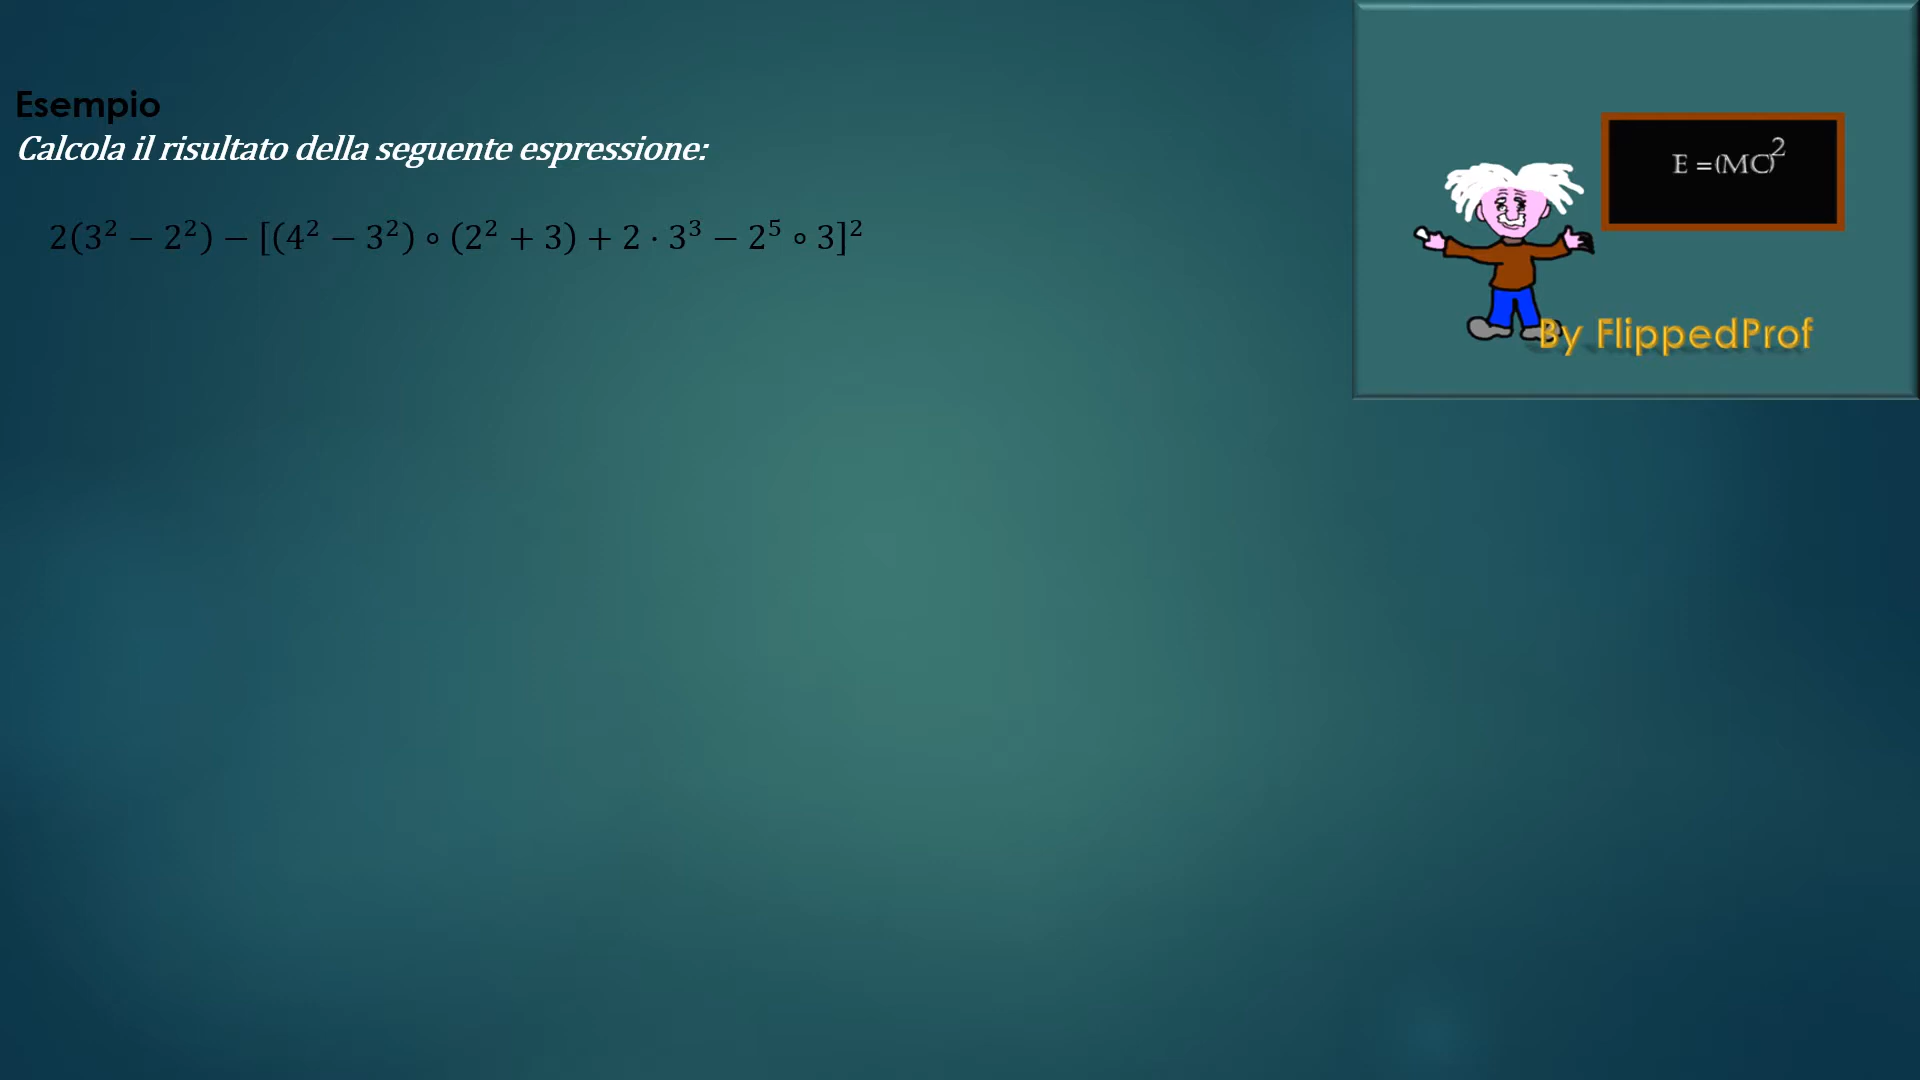 Esempio
Calcola il risultato della seguente espressione:
2(3² − 2²) − [(4² − 3²) ∘ (2² + 3) + 2 · 3³ − 2⁵ ∘ 3]²
E =(MC)²
By FlippedProf